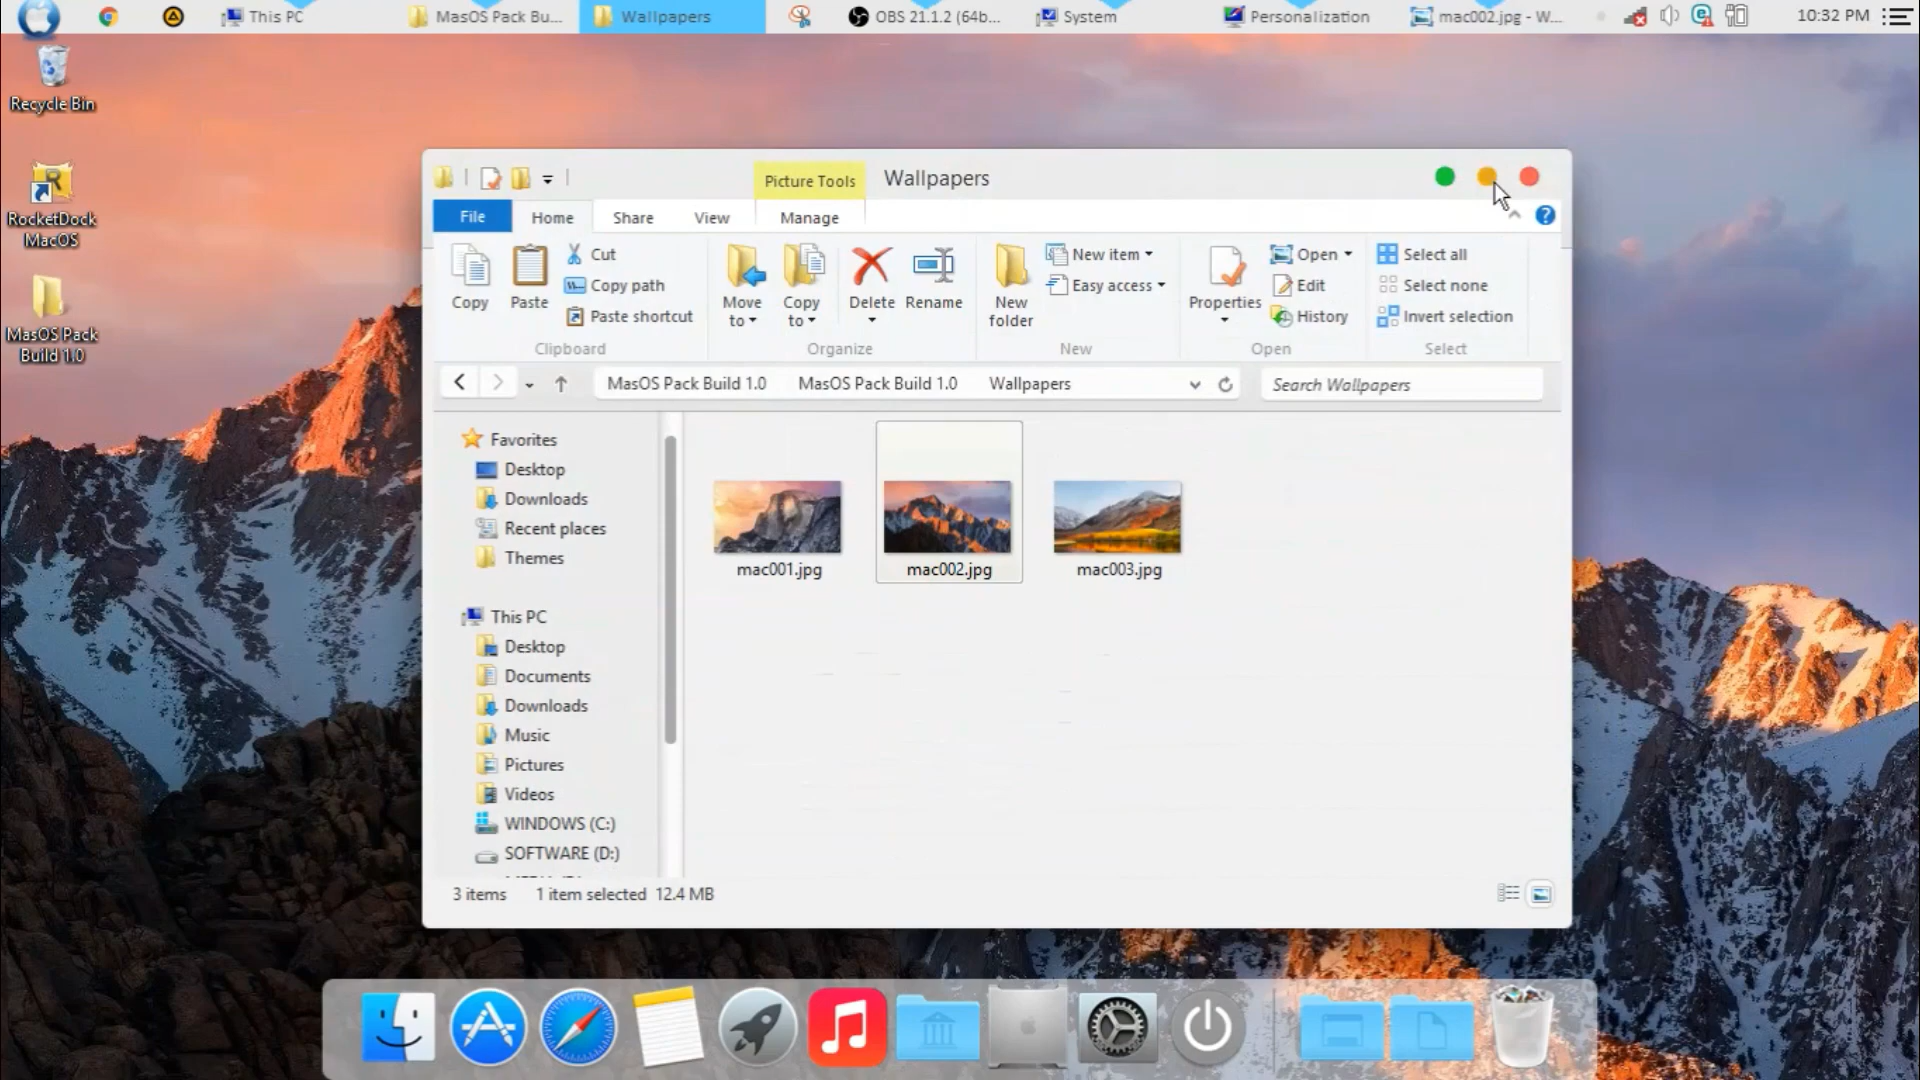 This PC
MasOS Pack Bu...
Wallpapers
OBS 21.1.2 (64b...
System
Personalization
mac002.jpg - W...
10:32 PM
Recycle Bin
RocketDock
MacOS
MasOS Pack
Build 1.0
Picture Tools
Wallpapers
File
Home
Share
View
Manage
Copy
Paste
Cut
Copy path
Paste shortcut
Clipboard
Move
to
Copy
to
Delete
Rename
Organize
New
folder
New item
Easy access
New
Properties
Open
Edit
History
Open
Select all
Select none
Invert selection
Select
MasOS Pack Build 1.0
MasOS Pack Build 1.0
Wallpapers
Search Wallpapers
Favorites
Desktop
Downloads
Recent places
Themes
This PC
Desktop
Documents
Downloads
Music
Pictures
Videos
WINDOWS (C:)
SOFTWARE (D:)
mac001.jpg
mac002.jpg
mac003.jpg
3 items
1 item selected 12.4 MB